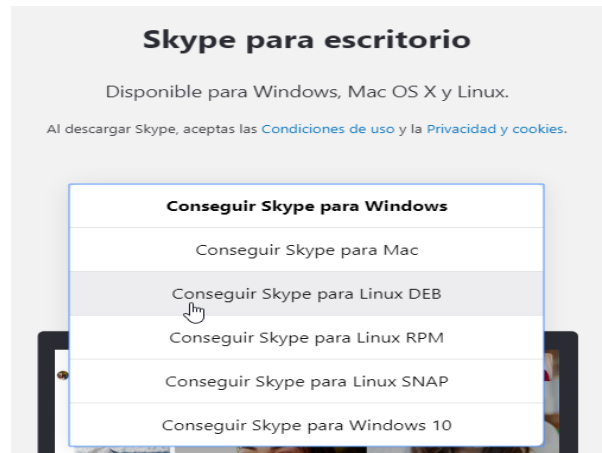 Skype para escritorio
Disponible para Windows, Mac OS X y Linux.
Al descargar Skype, aceptas las Condiciones de uso y la Privacidad y cookies.
Conseguir Skype para Windows
Conseguir Skype para Mac
Conseguir Skype para Linux DEB
Conseguir Skype para Linux RPM
Conseguir Skype para Linux SNAP
Conseguir Skype para Windows 10